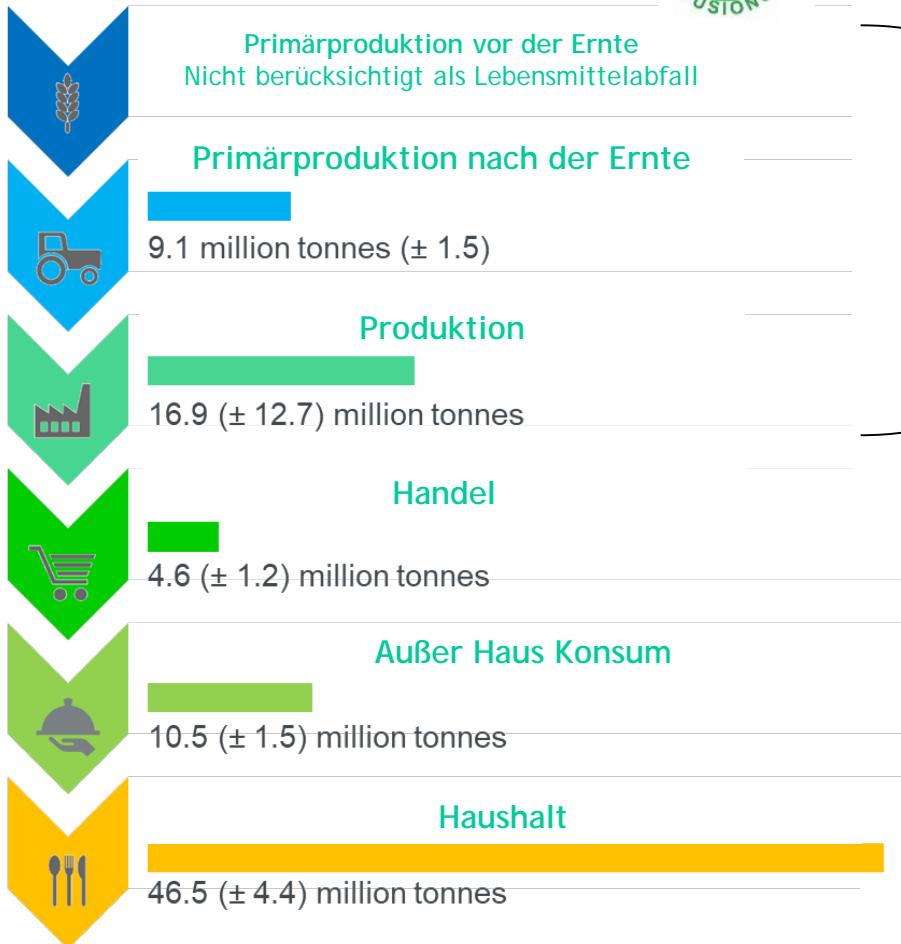 Primärproduktion vor der Ernte
Nicht berücksichtigt als Lebensmittelabfall
Primärproduktion nach der Ernte
9.1 million tonnes (± 1.5)
Produktion
16.9 (± 12.7) million tonnes
Handel
4.6 (± 1.2) million tonnes
Außer Haus Konsum
10.5 (± 1.5) million tonnes
Haushalt
46.5 (± 4.4) million tonnes